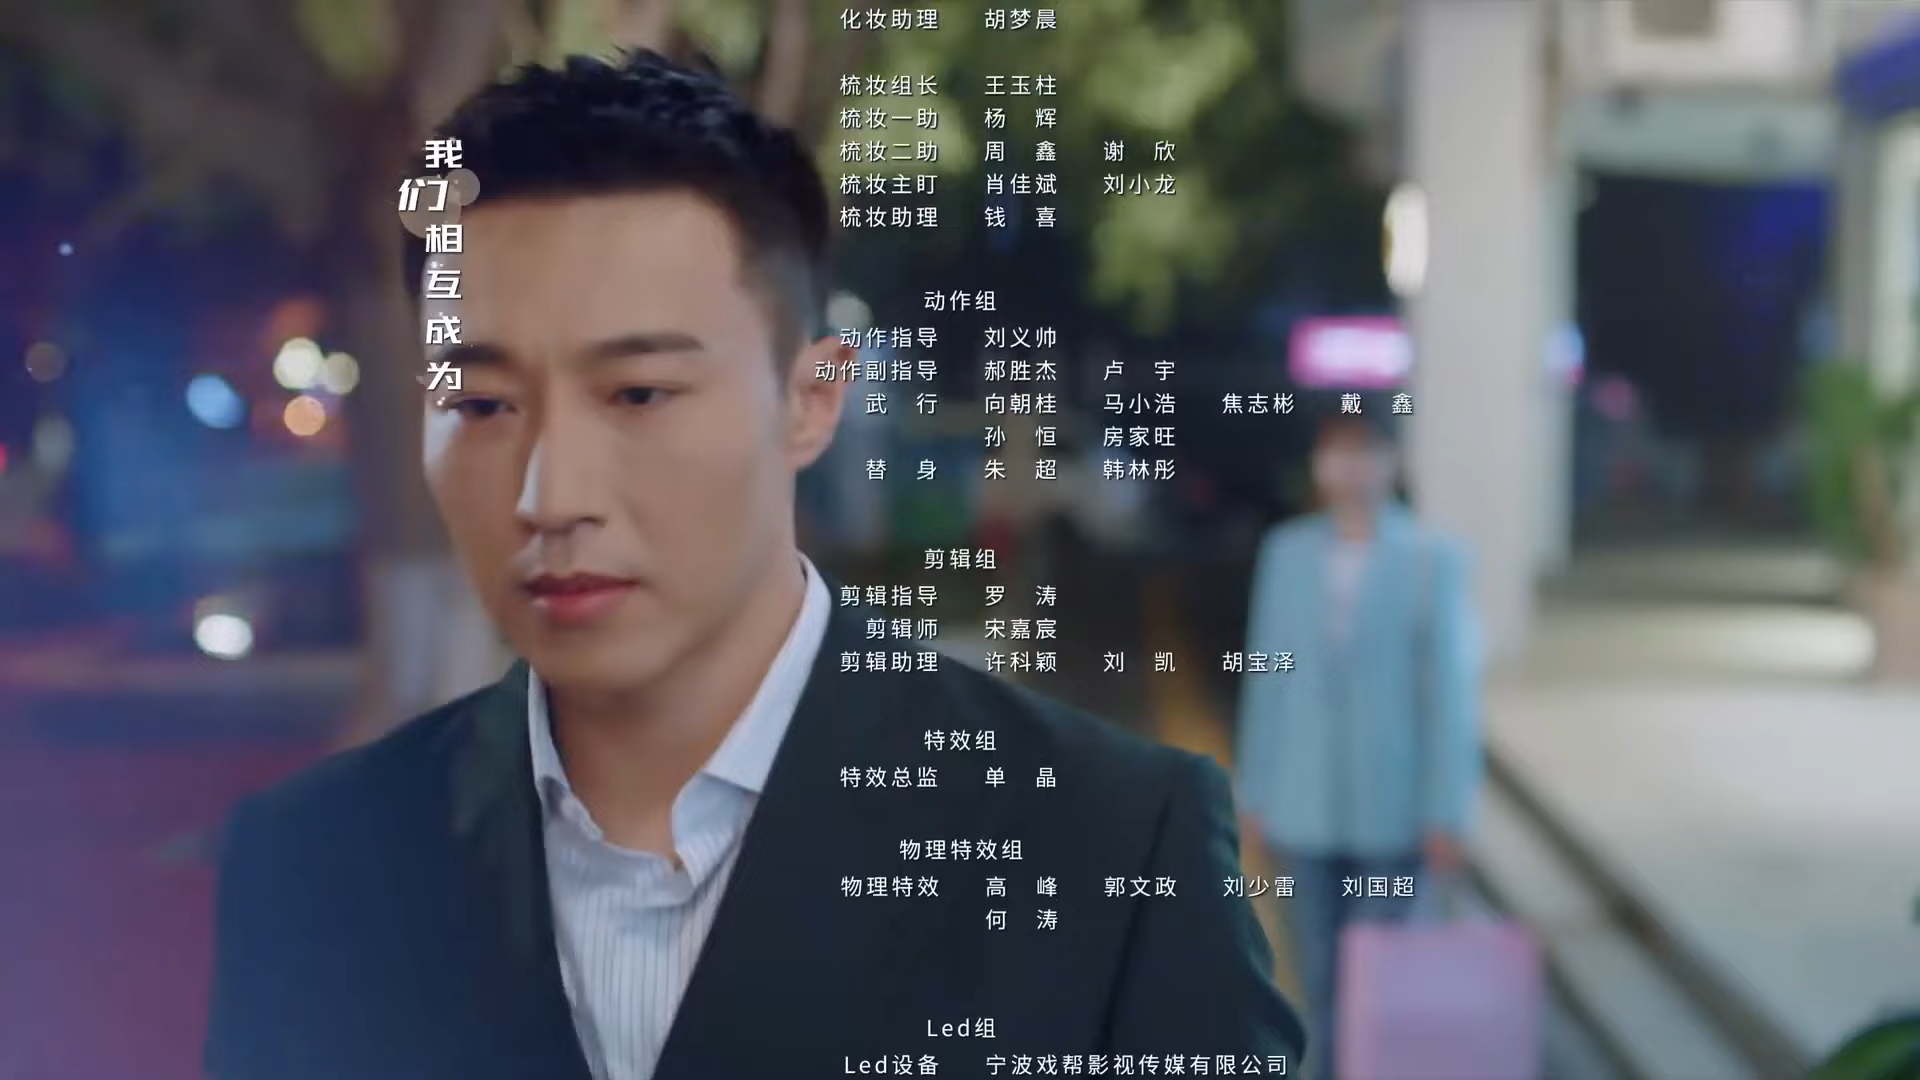 化妆助理 胡梦晨
梳妆组长 王玉柱
梳妆一助 杨 辉
梳妆二助 周 鑫 谢 欣
梳妆主盯 肖佳斌 刘小龙
梳妆助理 钱 喜
我们相互成为
动作组
动作指导 刘义帅
动作副指导 郝胜杰 卢 宇
武 行 向朝桂 马小浩 焦志彬 戴 鑫
孙 恒 房家旺
替 身 朱 超 韩林彤
剪辑组
剪辑指导 罗 涛
剪辑师 宋嘉宸
剪辑助理 许科颖 刘 凯 胡宝泽
特效组
特效总监 单 晶
物理特效组
物理特效 高 峰 郭文政 刘少雷 刘国超
何 涛
Led组
Led设备 宁波戏帮影视传媒有限公司